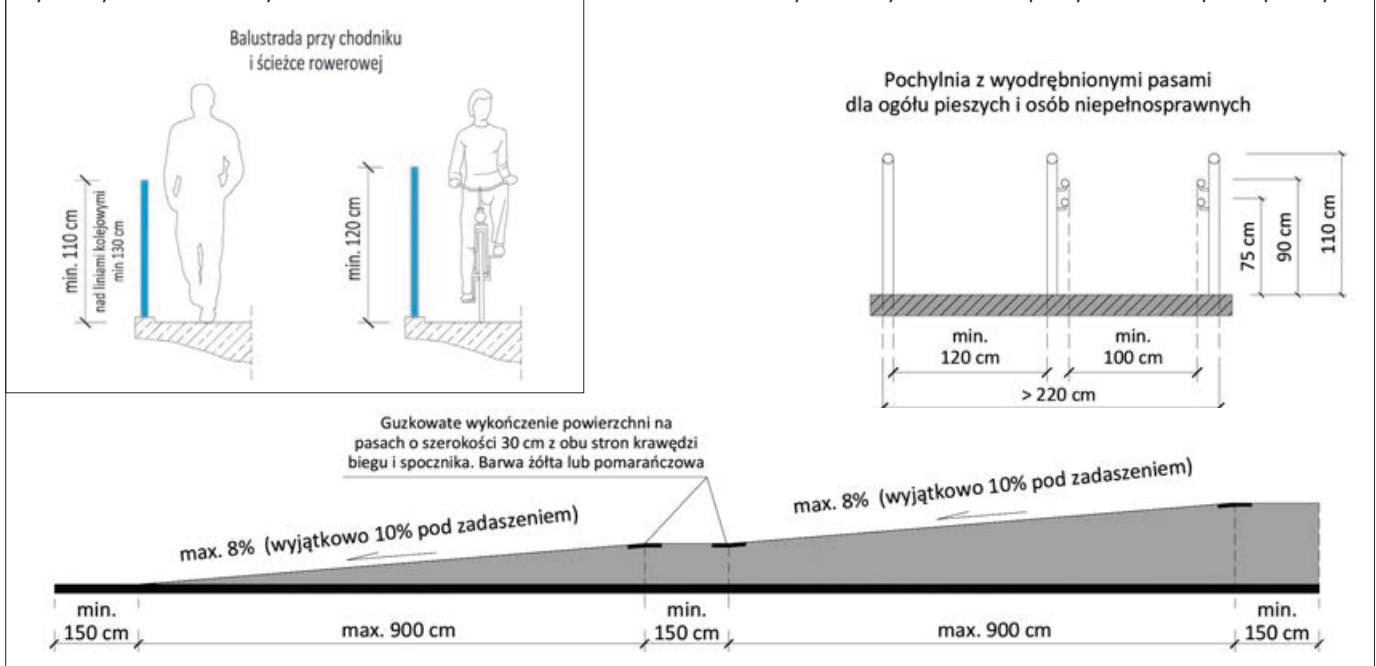 Balustrada przy chodniku
i ścieżce rowerowej
min. 110 cm
nad liniami kolejowymi
min 130 cm
min. 120 cm
Pochylnia z wyodrębnionymi pasami
dla ogółu pieszych i osób niepełnosprawnych
75 cm
90 cm
110 cm
min.
120 cm
min.
100 cm
> 220 cm
Guzkowate wykończenie powierzchni na
pasach o szerokości 30 cm z obu stron krawędzi
biegu i spocznika. Barwa żółta lub pomarańczowa
max. 8% (wyjątkowo 10% pod zadaszeniem)
max. 8% (wyjątkowo 10% pod zadaszeniem)
min.
150 cm
max. 900 cm
min.
150 cm
max. 900 cm
min.
150 cm